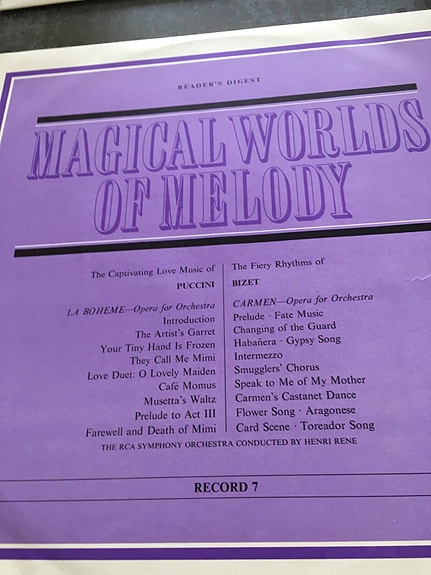 READER'S DIGEST
MAGICAL WORLDS
OF MELODY
The Captivating Love Music of
PUCCINI
LA BOHEME—Opera for Orchestra
Introduction
The Artist's Garret
Your Tiny Hand Is Frozen
They Call Me Mimi
Love Duet: O Lovely Maiden
Café Momus
Musetta's Waltz
Prelude to Act III
Farewell and Death of Mimi
The Fiery Rhythms of
BIZET
CARMEN—Opera for Orchestra
Prelude · Fate Music
Changing of the Guard
Habañera · Gypsy Song
Intermezzo
Smugglers' Chorus
Speak to Me of My Mother
Carmen's Castanet Dance
Flower Song · Aragonese
Card Scene · Toreador Song
THE RCA SYMPHONY ORCHESTRA CONDUCTED BY HENRI RENE
RECORD 7